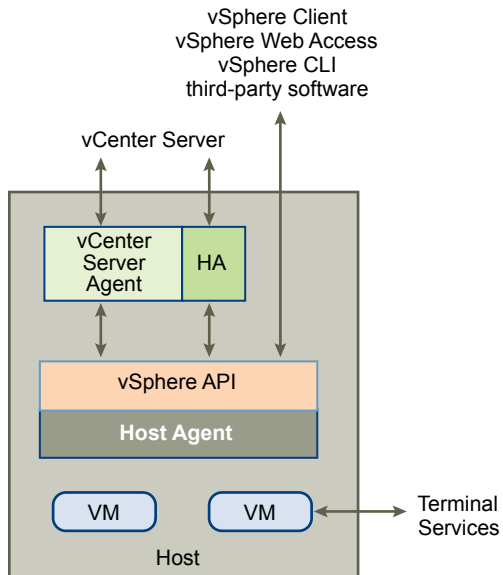 vSphere Client
vSphere Web Access
vSphere CLI
third-party software
vCenter Server
vCenter
Server
Agent
HA
vSphere API
Host Agent
VM
VM
Terminal
Services
Host